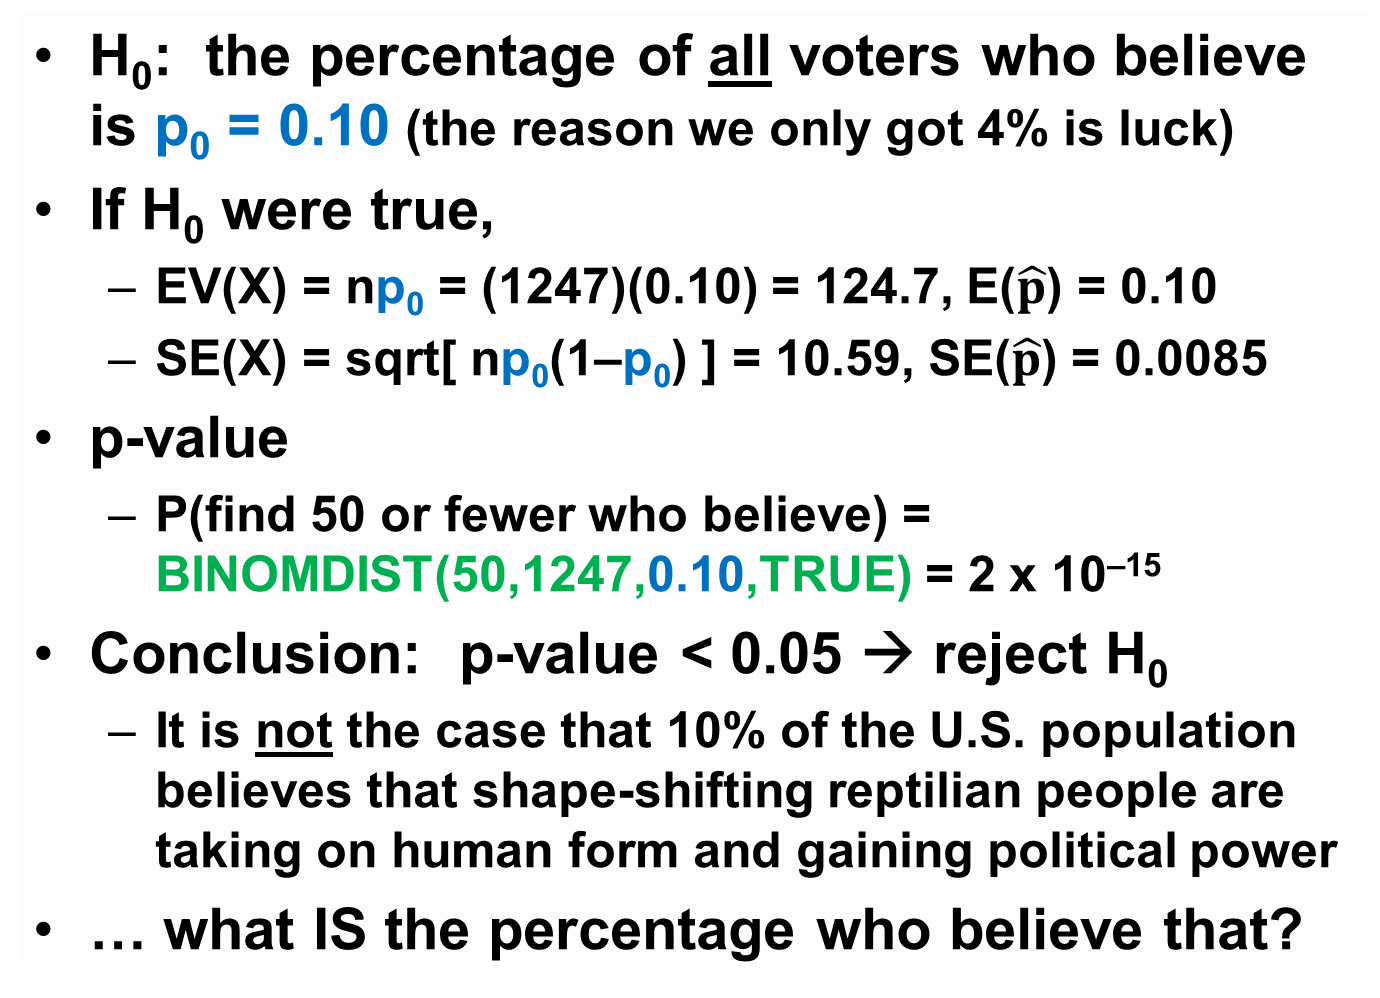 • H₀:  the percentage of all voters who believe
is p₀ = 0.10 (the reason we only got 4% is luck)
• If H₀ were true,
– EV(X) = np₀ = (1247)(0.10) = 124.7, E(p̂) = 0.10
– SE(X) = sqrt[ np₀(1–p₀) ] = 10.59, SE(p̂) = 0.0085
• p-value
– P(find 50 or fewer who believe) =
BINOMDIST(50,1247,0.10,TRUE) = 2 x 10⁻¹⁵
• Conclusion:  p-value < 0.05 → reject H₀
– It is not the case that 10% of the U.S. population
believes that shape-shifting reptilian people are
taking on human form and gaining political power
• … what IS the percentage who believe that?